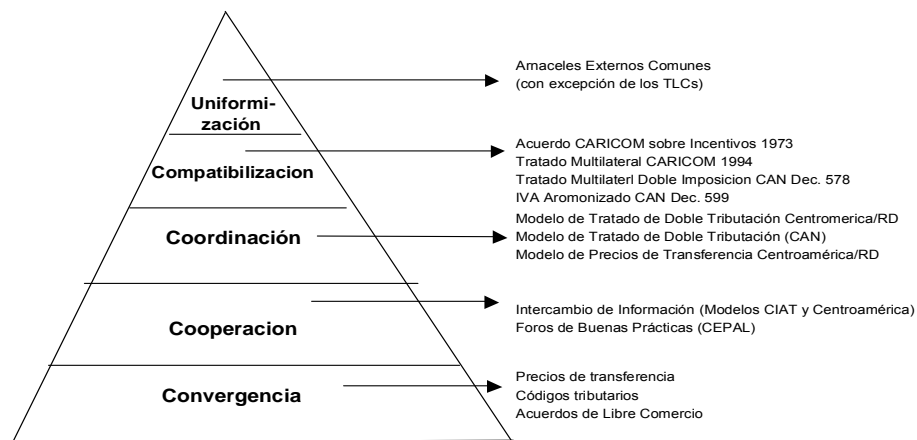 Arnaceles Externos Comunes
(con excepción de los TLCs)
Uniformi-
zación
Acuerdo CARICOM sobre Incentivos 1973
Tratado Multilateral CARICOM 1994
Tratado Multilaterl Doble Imposicion CAN Dec. 578
IVA Aromonizado CAN Dec. 599
Compatibilizacion
Modelo de Tratado de Doble Tributación Centromerica/RD
Modelo de Tratado de Doble Tributación (CAN)
Modelo de Precios de Transferencia Centroamérica/RD
Coordinación
Intercambio de Información (Modelos CIAT y Centroamérica)
Foros de Buenas Prácticas (CEPAL)
Cooperacion
Precios de transferencia
Códigos tributarios
Acuerdos de Libre Comercio
Convergencia